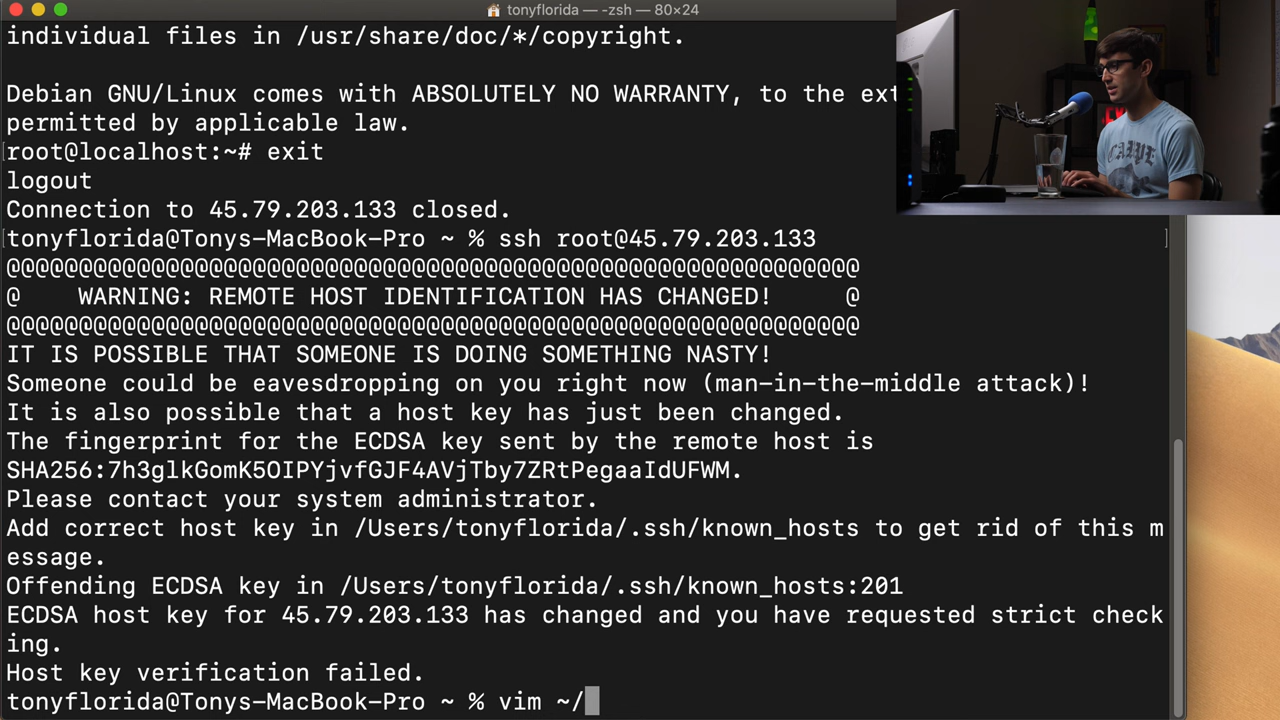 tonyflorida — -zsh — 80×24
individual files in /usr/share/doc/*/copyright.
Debian GNU/Linux comes with ABSOLUTELY NO WARRANTY, to the ext
permitted by applicable law.
root@localhost:~# exit
logout
Connection to 45.79.203.133 closed.
tonyflorida@Tonys-MacBook-Pro ~ % ssh root@45.79.203.133
@@@@@@@@@@@@@@@@@@@@@@@@@@@@@@@@@@@@@@@@@@@@@@@@@@@@@@@@@@@
@    WARNING: REMOTE HOST IDENTIFICATION HAS CHANGED!     @
@@@@@@@@@@@@@@@@@@@@@@@@@@@@@@@@@@@@@@@@@@@@@@@@@@@@@@@@@@@
IT IS POSSIBLE THAT SOMEONE IS DOING SOMETHING NASTY!
Someone could be eavesdropping on you right now (man-in-the-middle attack)!
It is also possible that a host key has just been changed.
The fingerprint for the ECDSA key sent by the remote host is
SHA256:7h3glkGomK5OIPYjvfGJF4AVjTby7ZRtPegaaIdUFWM.
Please contact your system administrator.
Add correct host key in /Users/tonyflorida/.ssh/known_hosts to get rid of this m
essage.
Offending ECDSA key in /Users/tonyflorida/.ssh/known_hosts:201
ECDSA host key for 45.79.203.133 has changed and you have requested strict check
ing.
Host key verification failed.
tonyflorida@Tonys-MacBook-Pro ~ % vim ~/